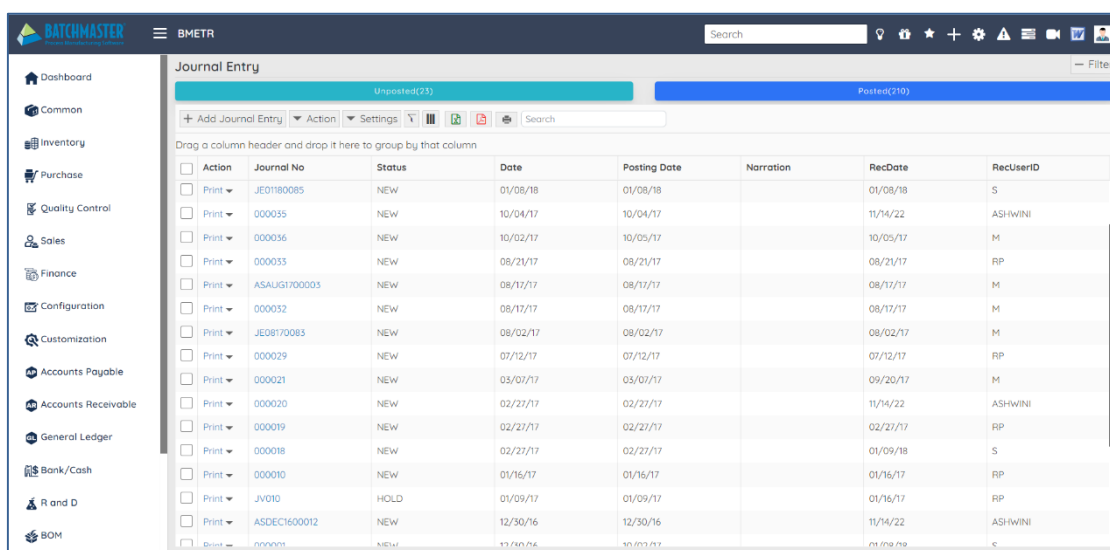 BATCHMASTER
BMETR
Search
Dashboard
Common
Inventory
Purchase
Quality Control
Sales
Finance
Configuration
Customization
AP Accounts Payable
AR Accounts Receivable
GL General Ledger
Bank/Cash
R and D
BOM
Journal Entry
Unposted(23) Posted(210)
+ Add Journal Entry Action Settings Search
Drag a column header and drop it here to group by that column
Action Journal No Status Date Posting Date Narration RecDate RecUserID
Print JE01180085 NEW 01/08/18 01/08/18 01/08/18 S
Print 000035 NEW 10/04/17 10/04/17 11/14/22 ASHWINI
Print 000036 NEW 10/02/17 10/05/17 10/05/17 M
Print 000033 NEW 08/21/17 08/21/17 08/21/17 RP
Print ASAUG1700003 NEW 08/17/17 08/17/17 08/17/17 M
Print 000032 NEW 08/17/17 08/17/17 08/17/17 M
Print JE08170083 NEW 08/02/17 08/02/17 08/02/17 M
Print 000029 NEW 07/12/17 07/12/17 07/12/17 RP
Print 000021 NEW 03/07/17 03/07/17 09/20/17 M
Print 000020 NEW 02/27/17 02/27/17 11/14/22 ASHWINI
Print 000019 NEW 02/27/17 02/27/17 02/27/17 RP
Print 000018 NEW 02/27/17 02/27/17 01/09/18 S
Print 000010 NEW 01/16/17 01/16/17 01/16/17 RP
Print JV010 HOLD 01/09/17 01/09/17 01/16/17 RP
Print ASDEC1600012 NEW 12/30/16 12/30/16 11/14/22 ASHWINI